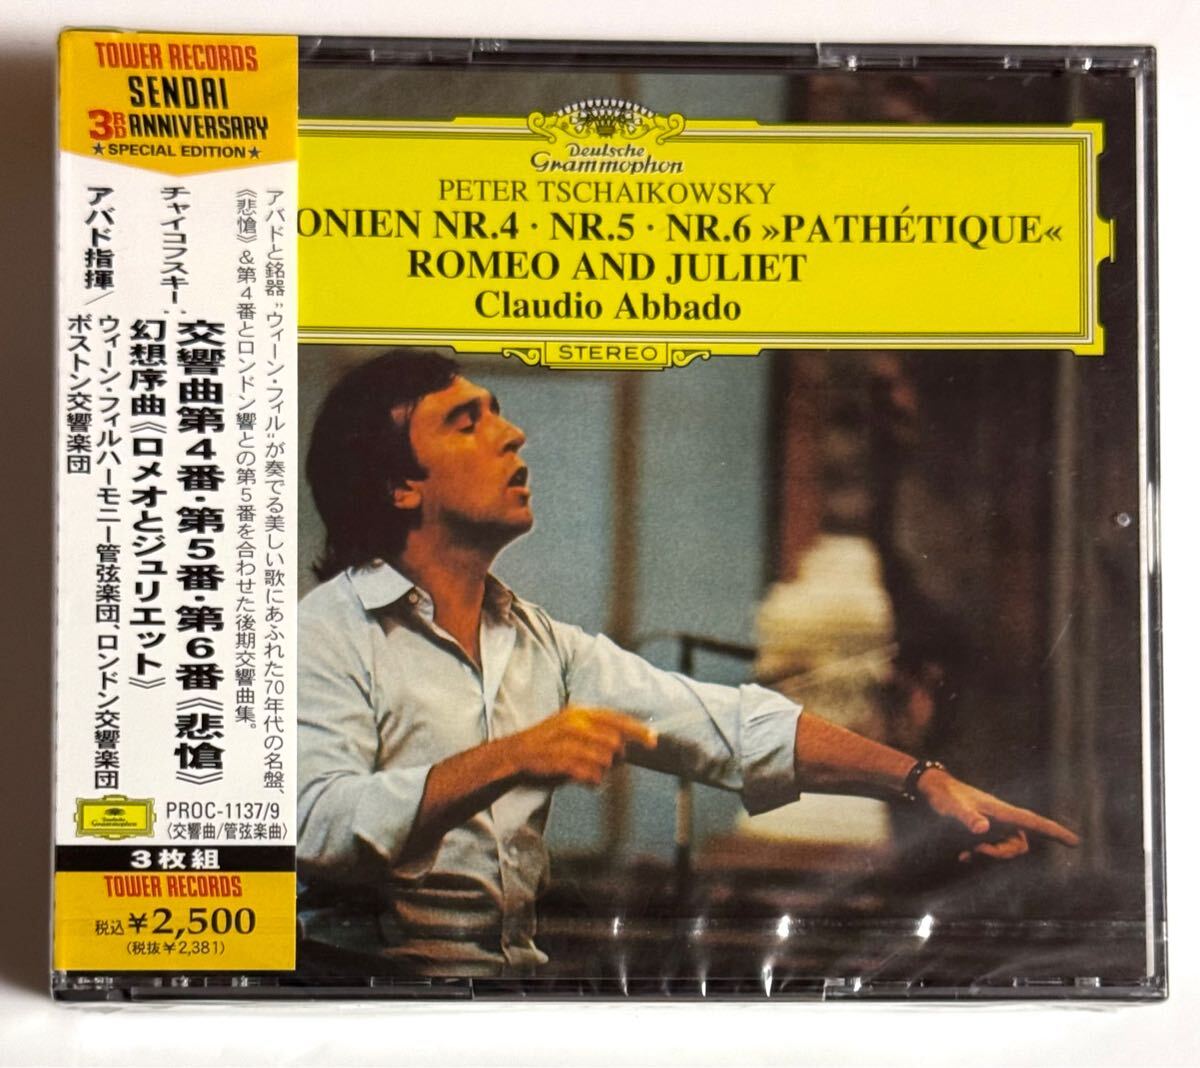 TOWER RECORDS
SENDAI
3RD ANNIVERSARY
★SPECIAL EDITION★
アバドと銘器"ウィーン・フィル"が奏でる美しい歌にあふれた70年代の名盤、
《悲愴》&第4番とロンドン響との第5番を合わせた後期交響曲集。
チャイコフスキー:
交響曲第4番・第5番・第6番《悲愴》
幻想序曲《ロメオとジュリエット》
アバド指揮/
ウィーン・フィルハーモニー管弦楽団、ロンドン交響楽団
ボストン交響楽団
Deutsche
Grammophon
PROC-1137/9
〈交響曲/管弦楽曲〉
3枚組
TOWER RECORDS
税込¥2,500
(税抜¥2,381)
Deutsche
Grammophon
PETER TSCHAIKOWSKY
ONIEN NR.4 · NR.5 · NR.6 »PATHÉTIQUE«
ROMEO AND JULIET
Claudio Abbado
STEREO